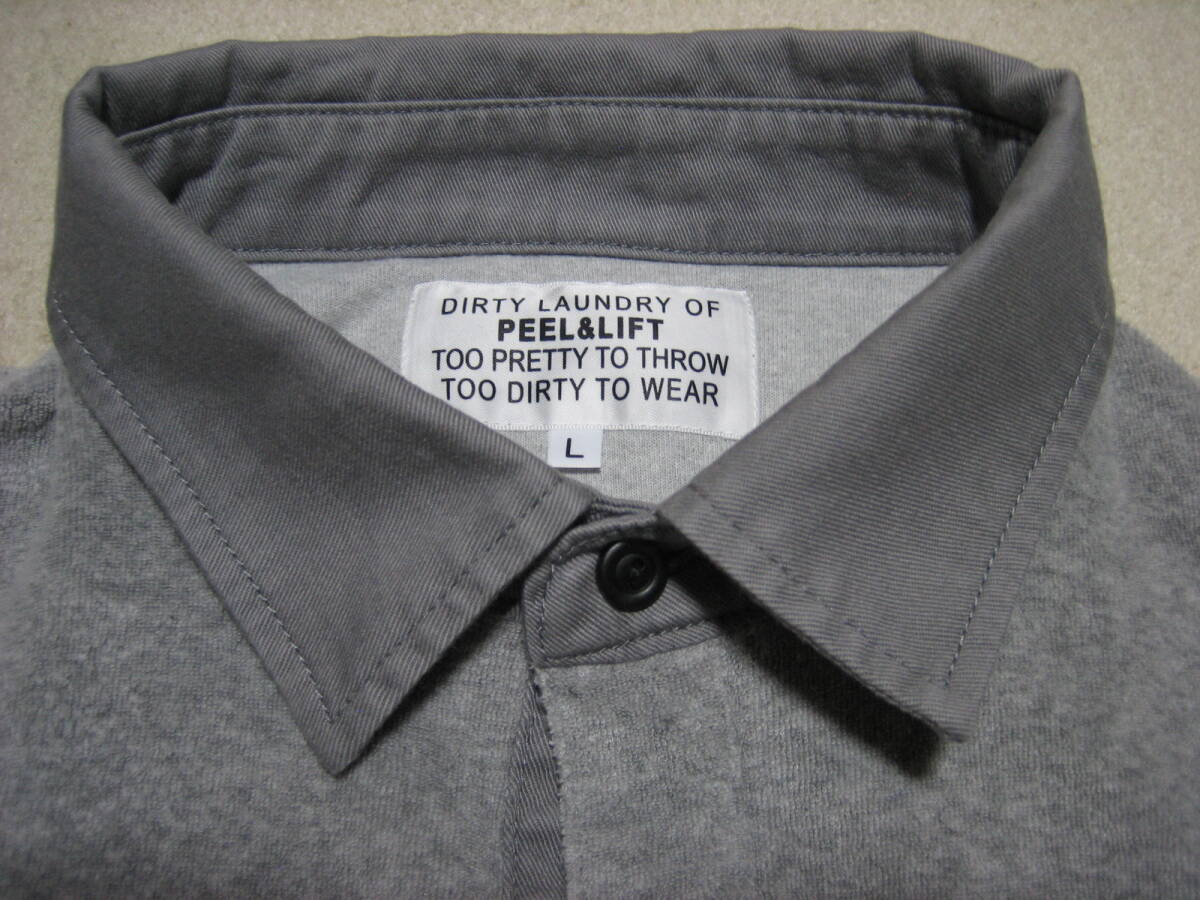 DIRTY LAUNDRY OF
PEEL&LIFT
TOO PRETTY TO THROW
TOO DIRTY TO WEAR
L